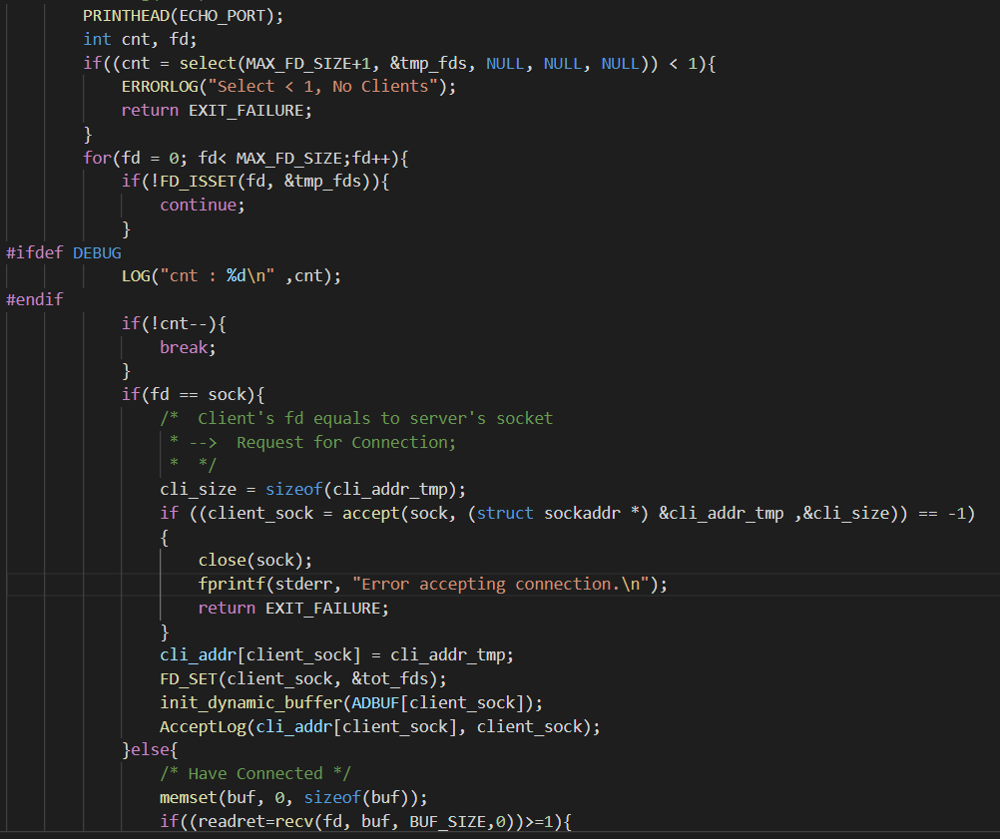 PRINTHEAD(ECHO_PORT);
int cnt, fd;
if((cnt = select(MAX_FD_SIZE+1, &tmp_fds, NULL, NULL, NULL)) < 1){
ERRORLOG("Select < 1, No Clients");
return EXIT_FAILURE;
}
for(fd = 0; fd< MAX_FD_SIZE;fd++){
if(!FD_ISSET(fd, &tmp_fds)){
continue;
}
#ifdef DEBUG
LOG("cnt : %d\n" ,cnt);
#endif
if(!cnt--){
break;
}
if(fd == sock){
/*  Client's fd equals to server's socket
* -->  Request for Connection;
*  */
cli_size = sizeof(cli_addr_tmp);
if ((client_sock = accept(sock, (struct sockaddr *) &cli_addr_tmp ,&cli_size)) == -1)
{
close(sock);
fprintf(stderr, "Error accepting connection.\n");
return EXIT_FAILURE;
}
cli_addr[client_sock] = cli_addr_tmp;
FD_SET(client_sock, &tot_fds);
init_dynamic_buffer(ADBUF[client_sock]);
AcceptLog(cli_addr[client_sock], client_sock);
}else{
/* Have Connected */
memset(buf, 0, sizeof(buf));
if((readret=recv(fd, buf, BUF_SIZE,0))>=1){